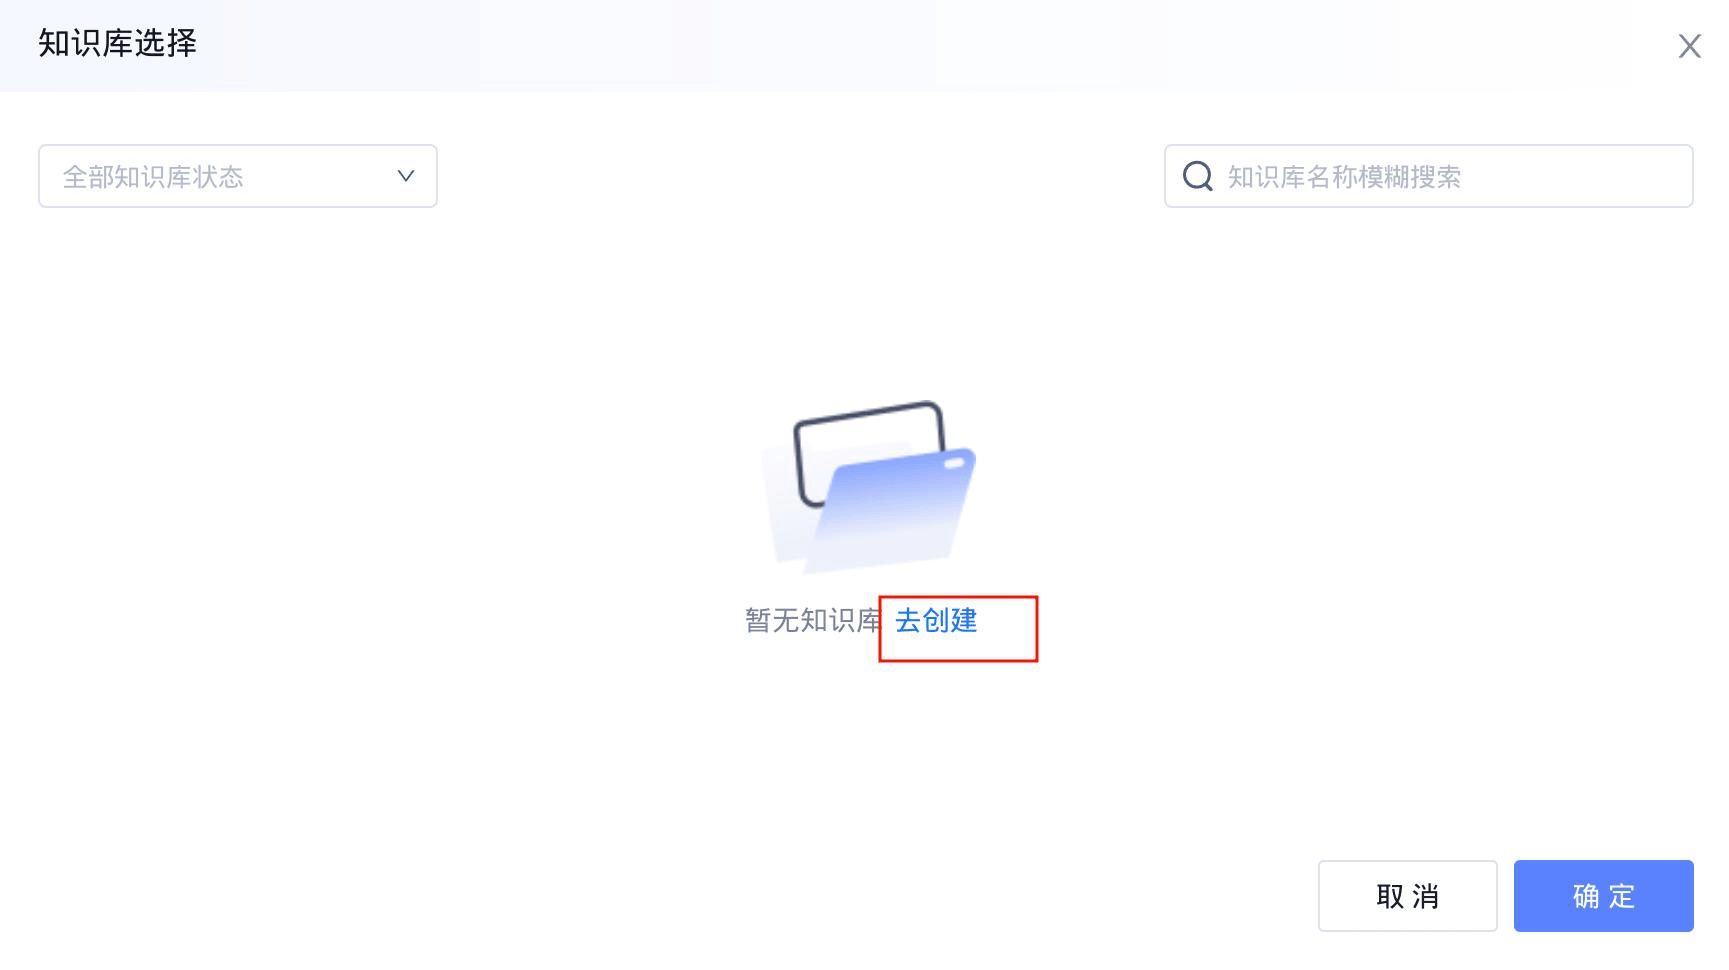 知识库选择
全部知识库状态
知识库名称模糊搜索
暂无知识库 去创建
取 消
确 定